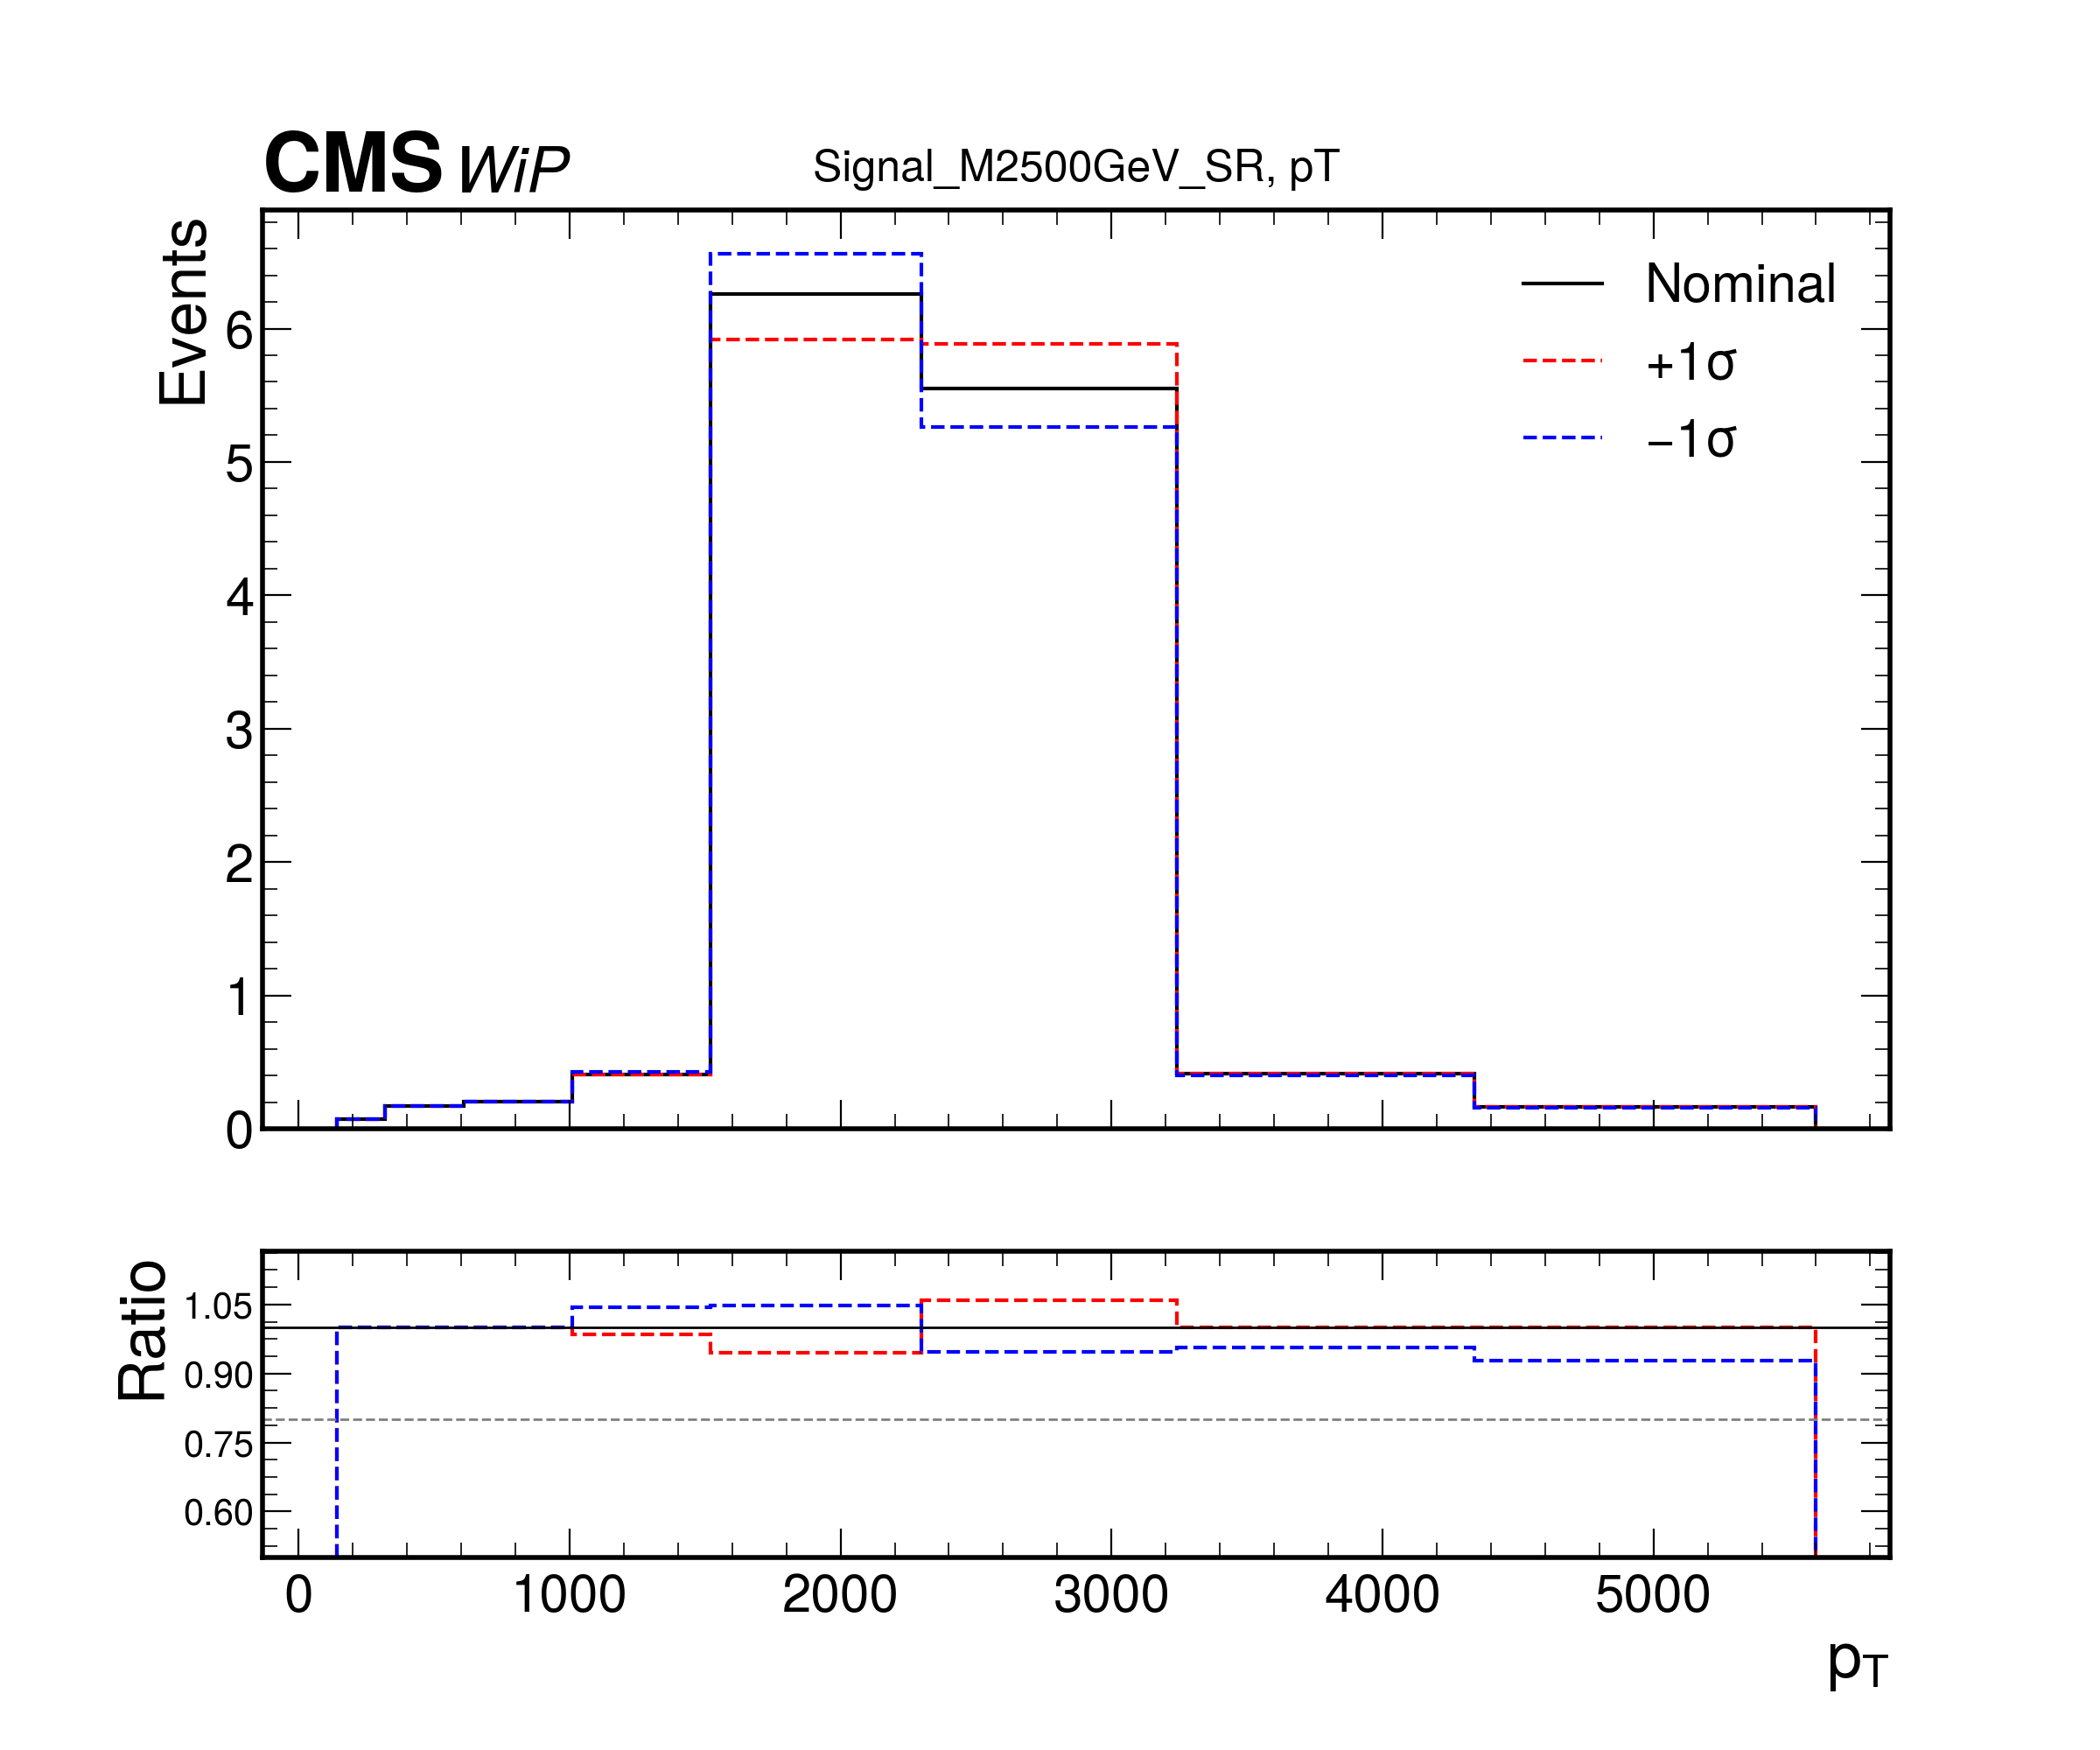 CMS WiP
Signal_M2500GeV_SR, pT
Events
6
5
4
3
2
1
0
Nominal
+1σ
−1σ
Ratio
1.05
0.90
0.75
0.60
0 1000 2000 3000 4000 5000
pT